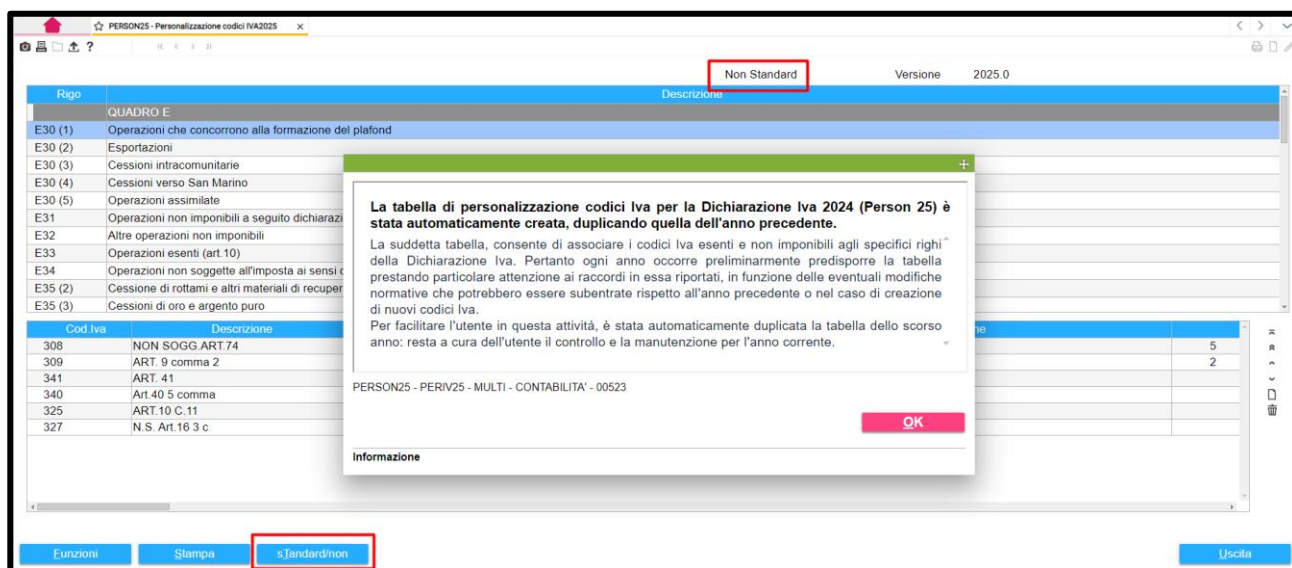 PERSON25 - Personalizzazione codici IVA2025
Non Standard Versione 2025.0
Rigo Descrizione
QUADRO E
E30 (1) Operazioni che concorrono alla formazione del plafond
E30 (2) Esportazioni
E30 (3) Cessioni intracomunitarie
E30 (4) Cessioni verso San Marino
E30 (5) Operazioni assimilate
E31 Operazioni non imponibili a seguito dichiarazi
E32 Altre operazioni non imponibili
E33 Operazioni esenti (art.10)
E34 Operazioni non soggette all'imposta ai sensi
E35 (2) Cessione di rottami e altri materiali di recuper
E35 (3) Cessioni di oro e argento puro
La tabella di personalizzazione codici Iva per la Dichiarazione Iva 2024 (Person 25) è
stata automaticamente creata, duplicando quella dell'anno precedente.
La suddetta tabella, consente di associare i codici Iva esenti e non imponibili agli specifici righi
della Dichiarazione Iva. Pertanto ogni anno occorre preliminarmente predisporre la tabella
prestando particolare attenzione ai raccordi in essa riportati, in funzione delle eventuali modifiche
normative che potrebbero essere subentrate rispetto all'anno precedente o nel caso di creazione
di nuovi codici Iva.
Per facilitare l'utente in questa attività, è stata automaticamente duplicata la tabella dello scorso
anno: resta a cura dell'utente il controllo e la manutenzione per l'anno corrente.
PERSON25 - PERIV25 - MULTI - CONTABILITA' - 00523
OK
Informazione
Cod.Iva Descrizione ne
308 NON SOGG.ART.74 5
309 ART. 9 comma 2 2
341 ART. 41
340 Art.40 5 comma
325 ART.10 C.11
327 N.S. Art.16 3 c
Funzioni Stampa sTandard/non Uscita